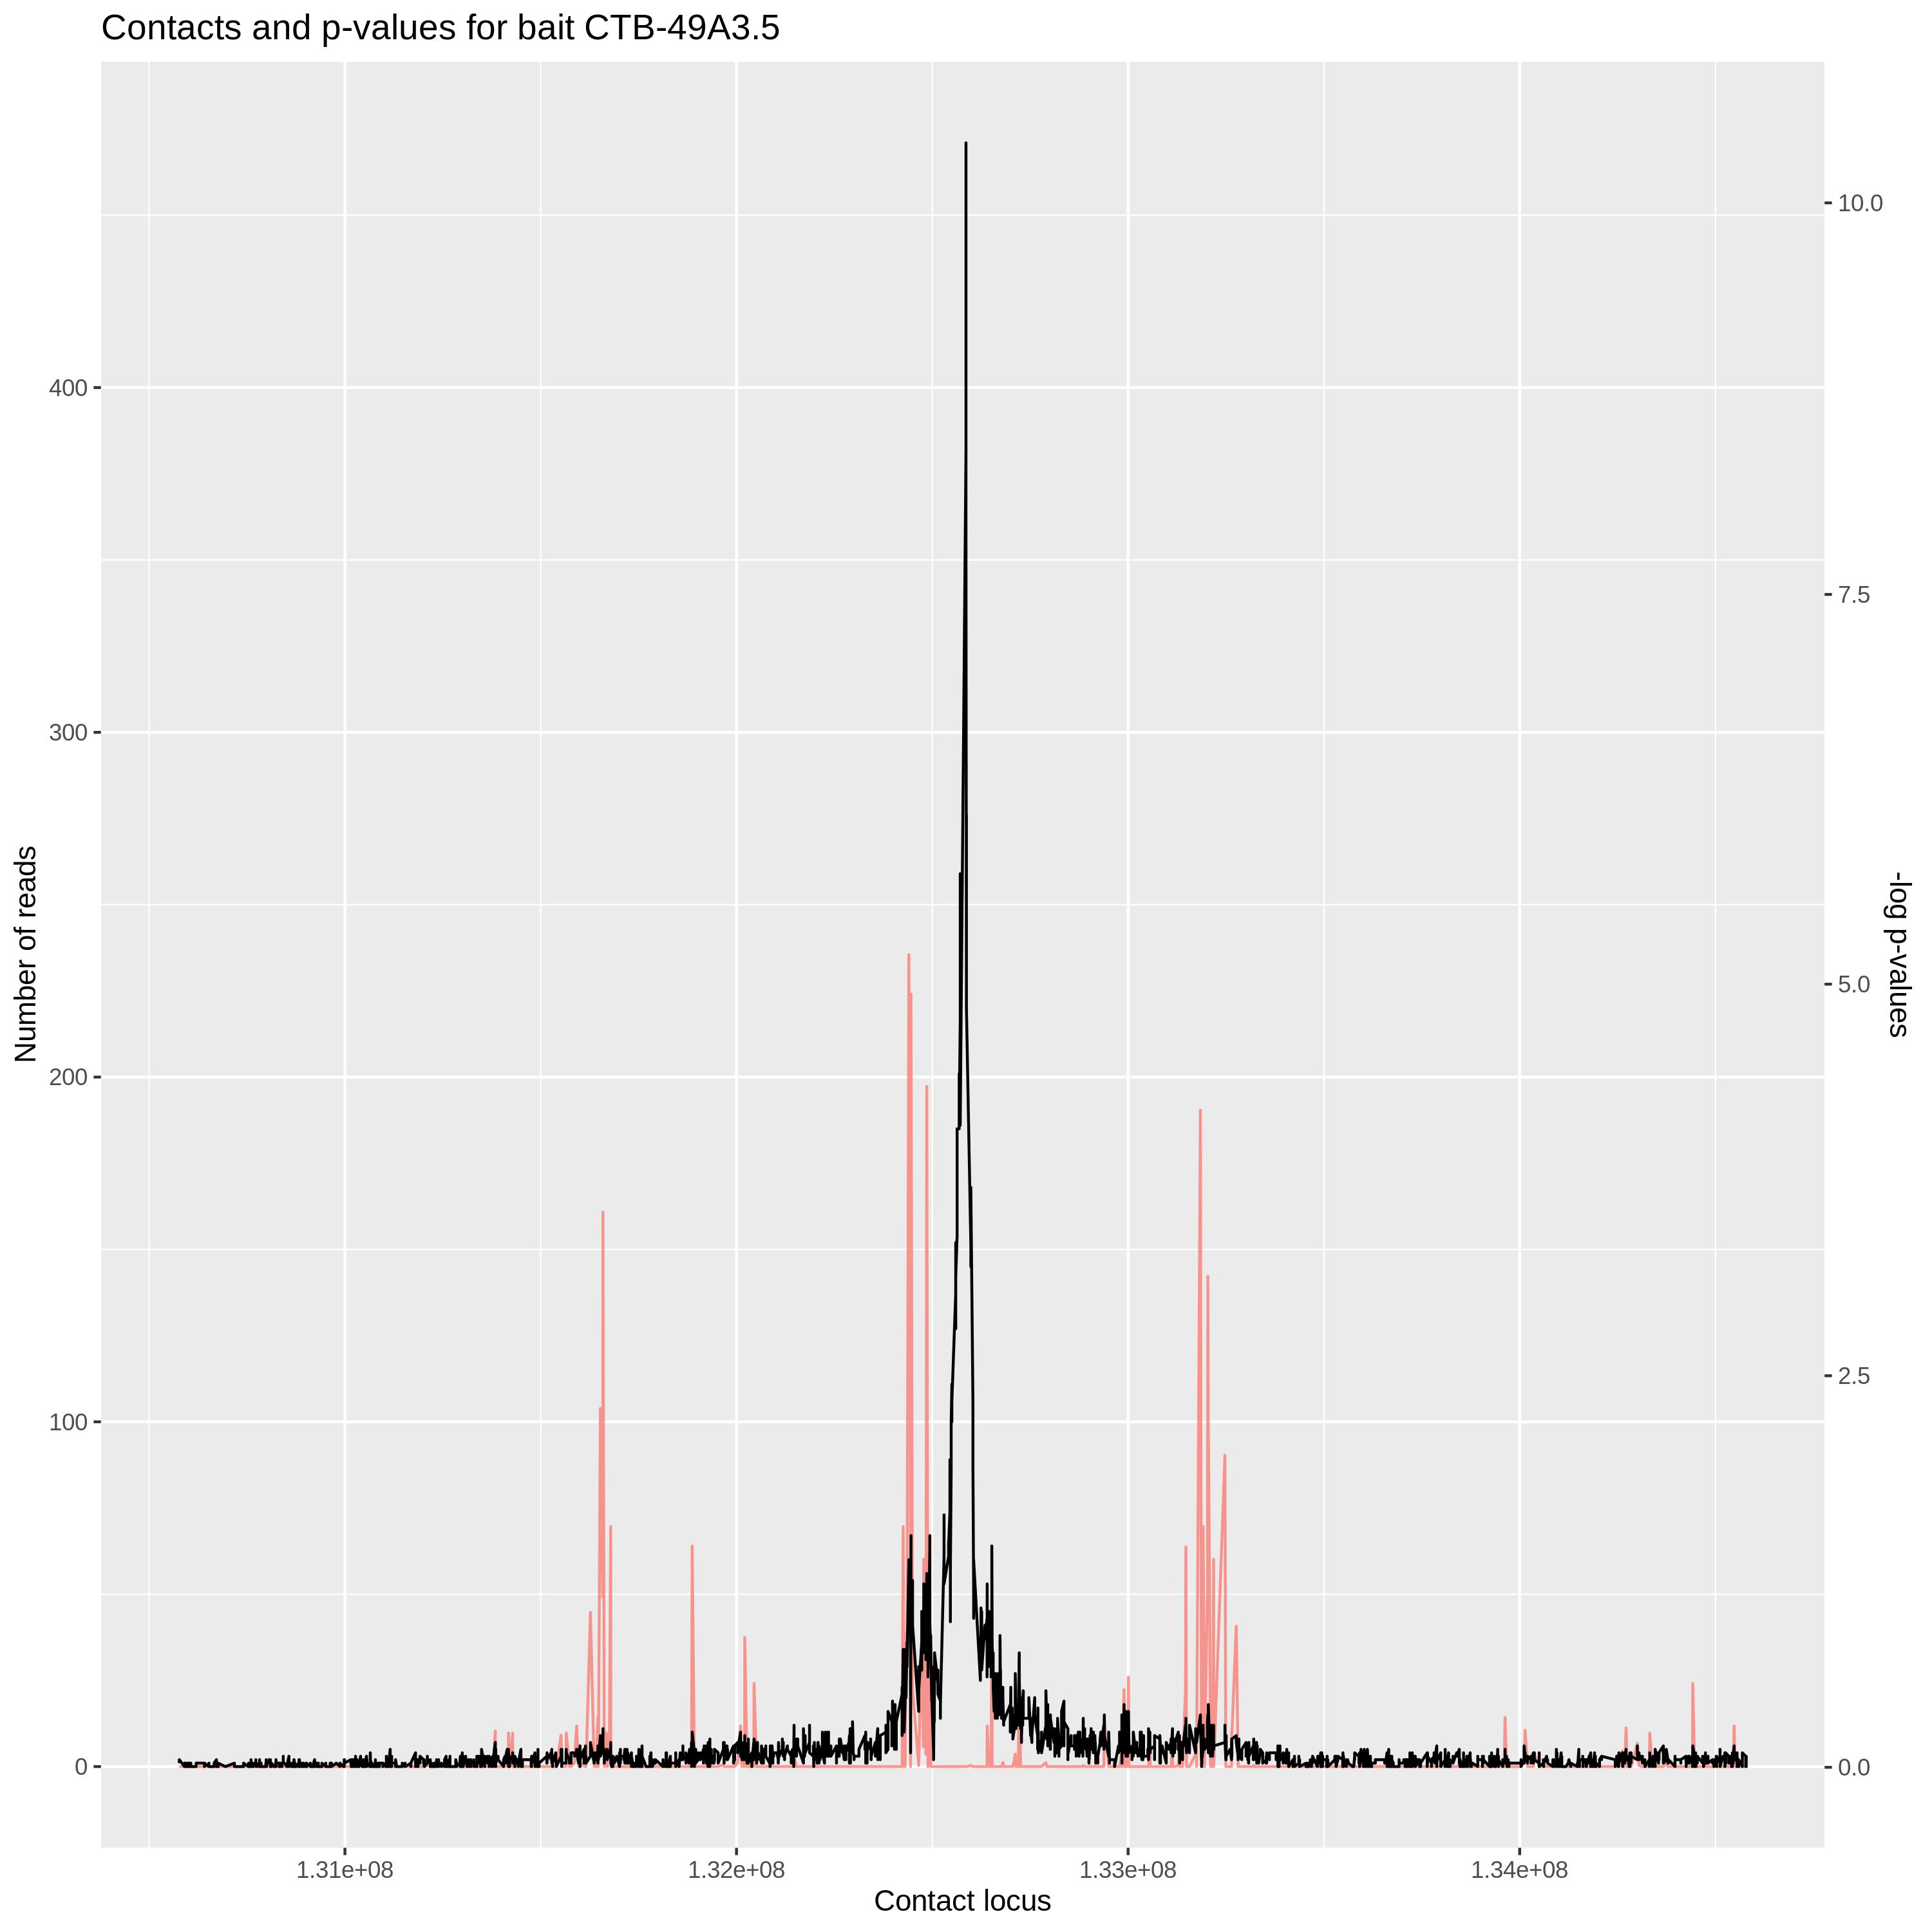 Contacts and p-values for bait CTB-49A3.5
400
300
200
100
0
Number of reads
10.0
7.5
5.0
2.5
0.0
-log p-values
1.31e+08
1.32e+08
1.33e+08
1.34e+08
Contact locus